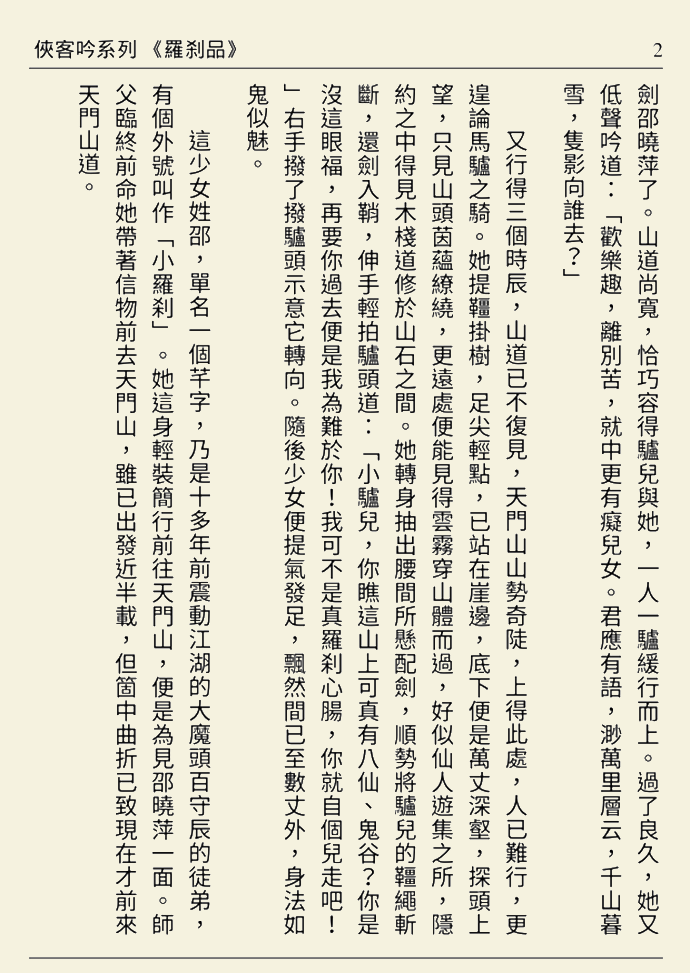 俠客吟系列 《羅剎品》
2
劍邵曉萍了。山道尚寬，恰巧容得驢兒與她，一人一驢緩行而上。過了良久，她又
低聲吟道：「歡樂趣，離別苦，就中更有癡兒女。君應有語，渺萬里層云，千山暮
雪，隻影向誰去？」
又行得三個時辰，山道已不復見，天門山山勢奇陡，上得此處，人已難行，更
遑論馬驢之騎。她提韁掛樹，足尖輕點，已站在崖邊，底下便是萬丈深壑，探頭上
望，只見山頭茵蘊繚繞，更遠處便能見得雲霧穿山體而過，好似仙人遊集之所，隱
約之中得見木棧道修於山石之間。她轉身抽出腰間所懸配劍，順勢將驢兒的韁繩斬
斷，還劍入鞘，伸手輕拍驢頭道：「小驢兒，你瞧這山上可真有八仙、鬼谷？你是
沒這眼福，再要你過去便是我為難於你！我可不是真羅剎心腸，你就自個兒走吧！
」右手撥了撥驢頭示意它轉向。隨後少女便提氣發足，飄然間已至數丈外，身法如
鬼似魅。
這少女姓邵，單名一個芊字，乃是十多年前震動江湖的大魔頭百守辰的徒弟，
有個外號叫作「小羅剎」。她這身輕裝簡行前往天門山，便是為見邵曉萍一面。師
父臨終前命她帶著信物前去天門山，雖已出發近半載，但箇中曲折已致現在才前來
天門山道。